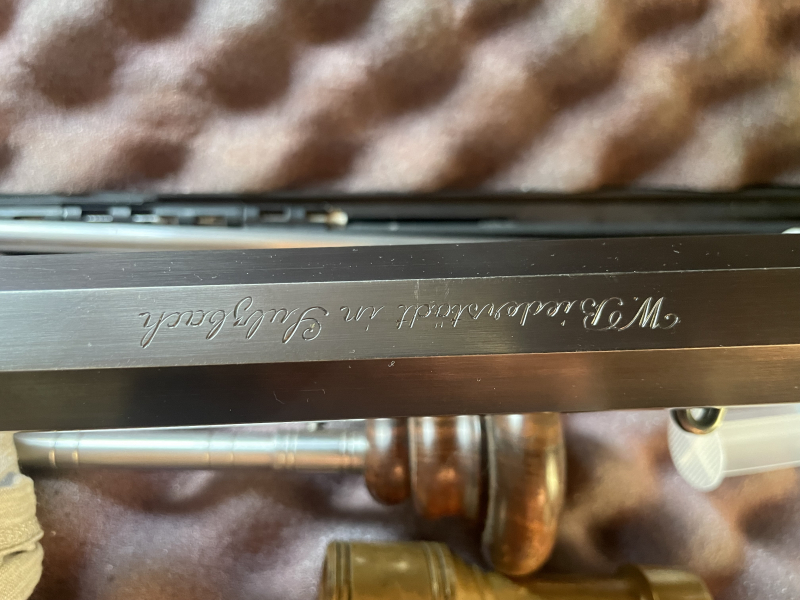 W. Biederstädt in Sulzbach